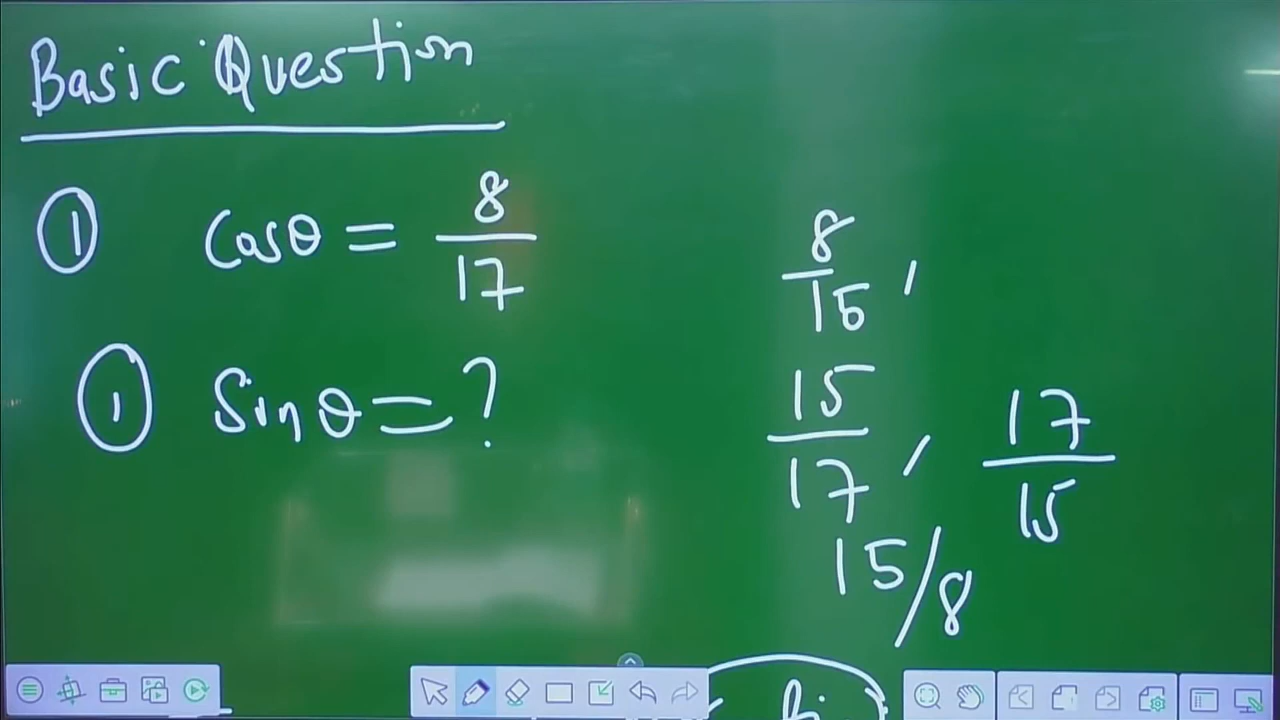 Basic Question
① Cosθ = 8/17
① Sinθ = ?
8/15 ,
15/17 , 17/15
15/8